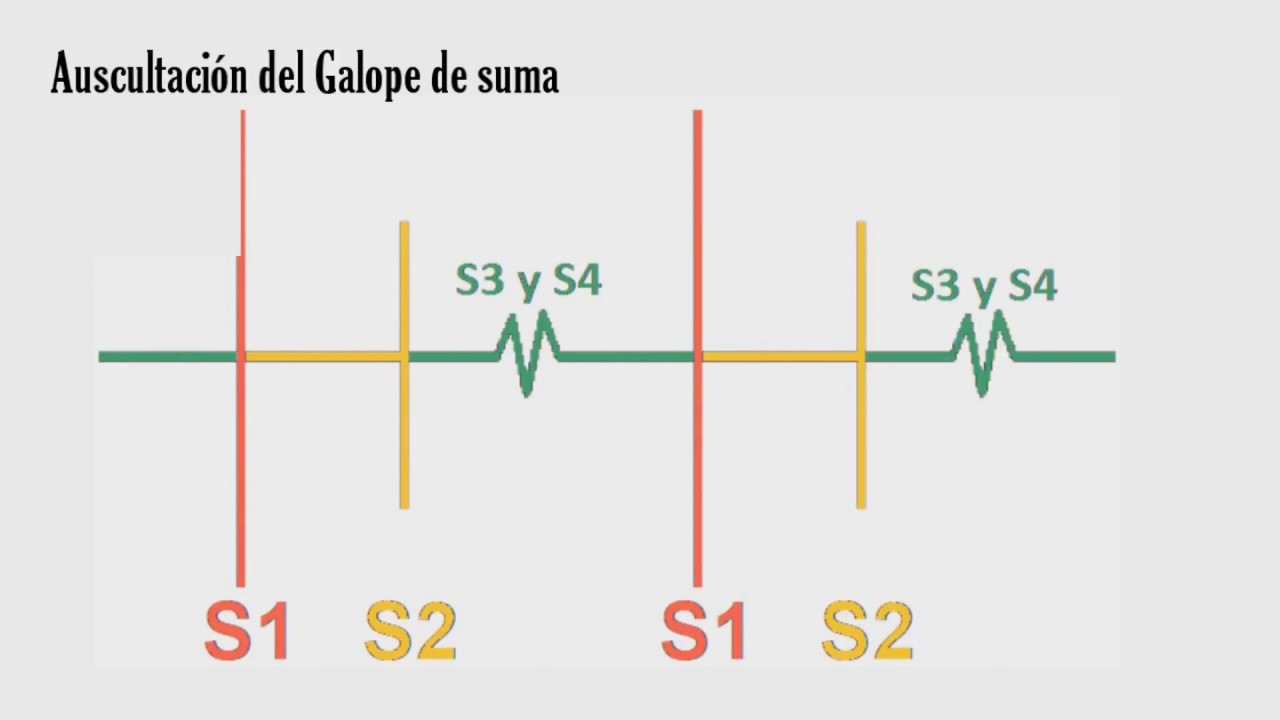 Auscultación del Galope de suma
S3 y S4
S3 y S4
S1 S2 S1 S2